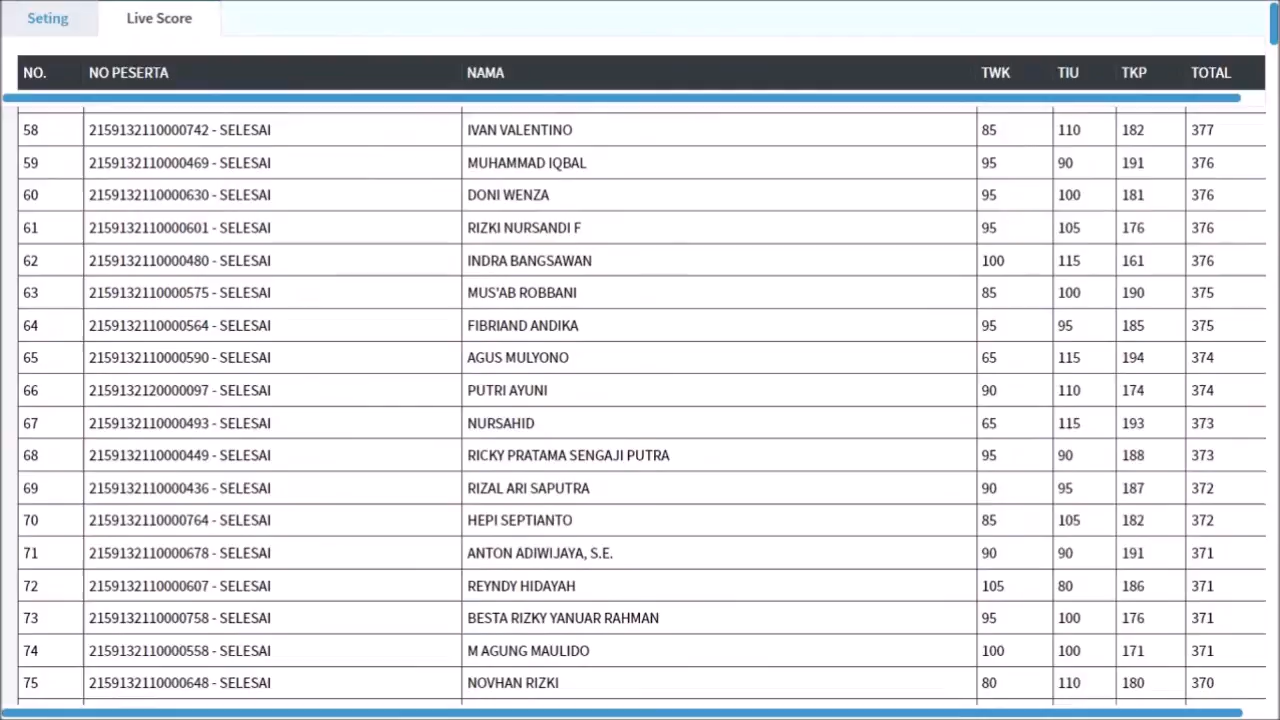 Seting Live Score
NO. NO PESERTA NAMA TWK TIU TKP TOTAL
58 2159132110000742 - SELESAI IVAN VALENTINO 85 110 182 377
59 2159132110000469 - SELESAI MUHAMMAD IQBAL 95 90 191 376
60 2159132110000630 - SELESAI DONI WENZA 95 100 181 376
61 2159132110000601 - SELESAI RIZKI NURSANDI F 95 105 176 376
62 2159132110000480 - SELESAI INDRA BANGSAWAN 100 115 161 376
63 2159132110000575 - SELESAI MUS'AB ROBBANI 85 100 190 375
64 2159132110000564 - SELESAI FIBRIAND ANDIKA 95 95 185 375
65 2159132110000590 - SELESAI AGUS MULYONO 65 115 194 374
66 2159132120000097 - SELESAI PUTRI AYUNI 90 110 174 374
67 2159132110000493 - SELESAI NURSAHID 65 115 193 373
68 2159132110000449 - SELESAI RICKY PRATAMA SENGAJI PUTRA 95 90 188 373
69 2159132110000436 - SELESAI RIZAL ARI SAPUTRA 90 95 187 372
70 2159132110000764 - SELESAI HEPI SEPTIANTO 85 105 182 372
71 2159132110000678 - SELESAI ANTON ADIWIJAYA, S.E. 90 90 191 371
72 2159132110000607 - SELESAI REYNDY HIDAYAH 105 80 186 371
73 2159132110000758 - SELESAI BESTA RIZKY YANUAR RAHMAN 95 100 176 371
74 2159132110000558 - SELESAI M AGUNG MAULIDO 100 100 171 371
75 2159132110000648 - SELESAI NOVHAN RIZKI 80 110 180 370